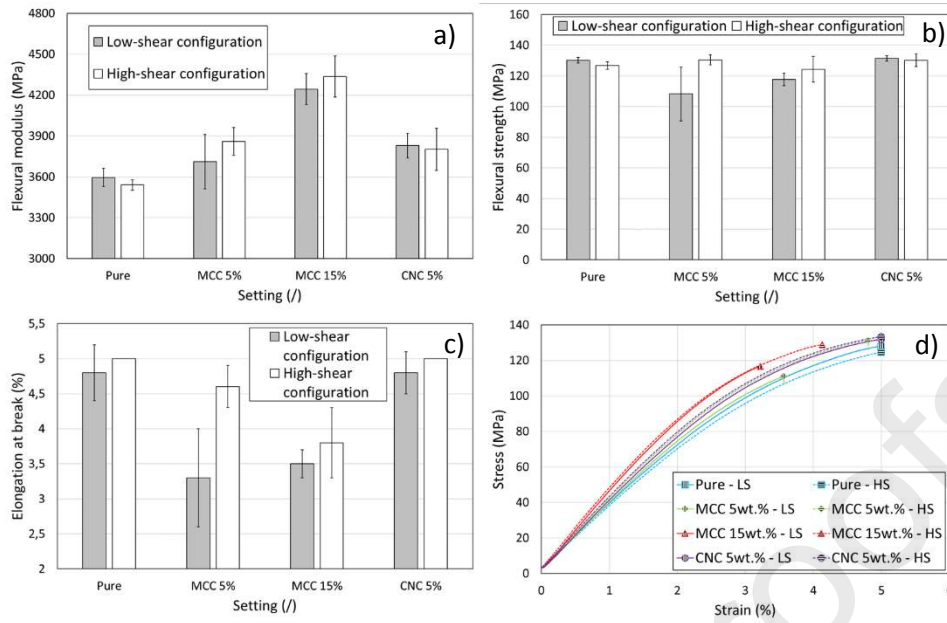 a)
4800
4500
4200
3900
3600
3300
3000
Flexural modulus (MPa)
Low-shear configuration
High-shear configuration
Pure MCC 5% MCC 15% CNC 5%
Setting (/)
b)
160
140
120
100
80
60
40
20
0
Flexural strength (MPa)
Low-shear configuration High-shear configuration
Pure MCC 5% MCC 15% CNC 5%
Setting (/)
c)
5,5
5
4,5
4
3,5
3
2,5
2
Elongation at break (%)
Low-shear
configuration
High-shear
configuration
Pure MCC 5% MCC 15% CNC 5%
Setting (/)
d)
140
120
100
80
60
40
20
0
Stress (MPa)
Pure - LS Pure - HS
MCC 5wt.% - LS MCC 5wt.% - HS
MCC 15wt.% - LS MCC 15wt.% - HS
CNC 5wt.% - LS CNC 5wt.% - HS
0 1 2 3 4 5
Strain (%)